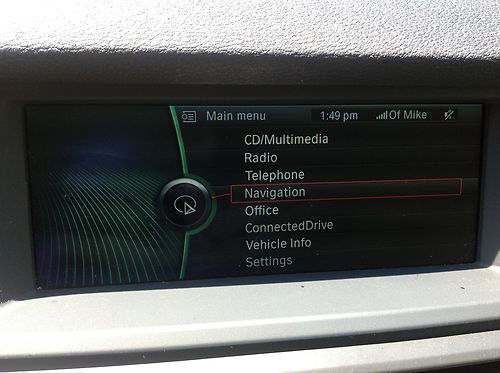 Main menu 1:49 pm Of Mike
CD/Multimedia
Radio
Telephone
Navigation
Office
ConnectedDrive
Vehicle Info
Settings